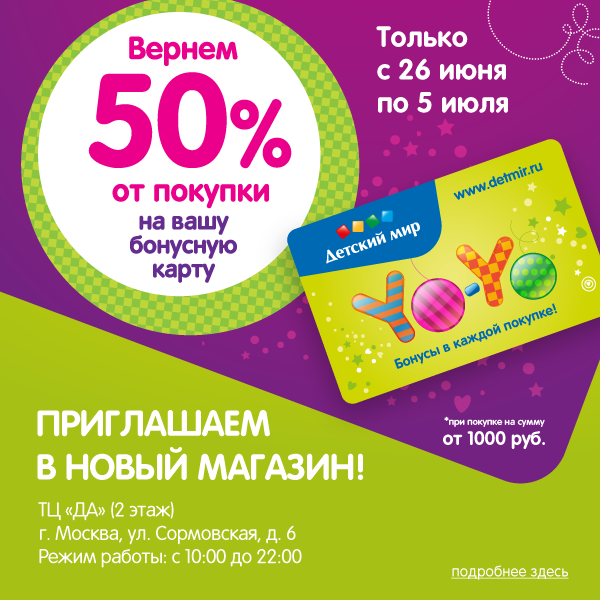 Вернем
50%
от покупки
на вашу
бонусную
карту
Только
с 26 июня
по 5 июля
www.detmir.ru
Детский мир
YO-YO
Бонусы в каждой покупке!
*при покупке на сумму
от 1000 руб.
ПРИГЛАШАЕМ
В НОВЫЙ МАГАЗИН!
ТЦ «ДА» (2 этаж)
г. Москва, ул. Сормовская, д. 6
Режим работы: с 10:00 до 22:00
подробнее здесь